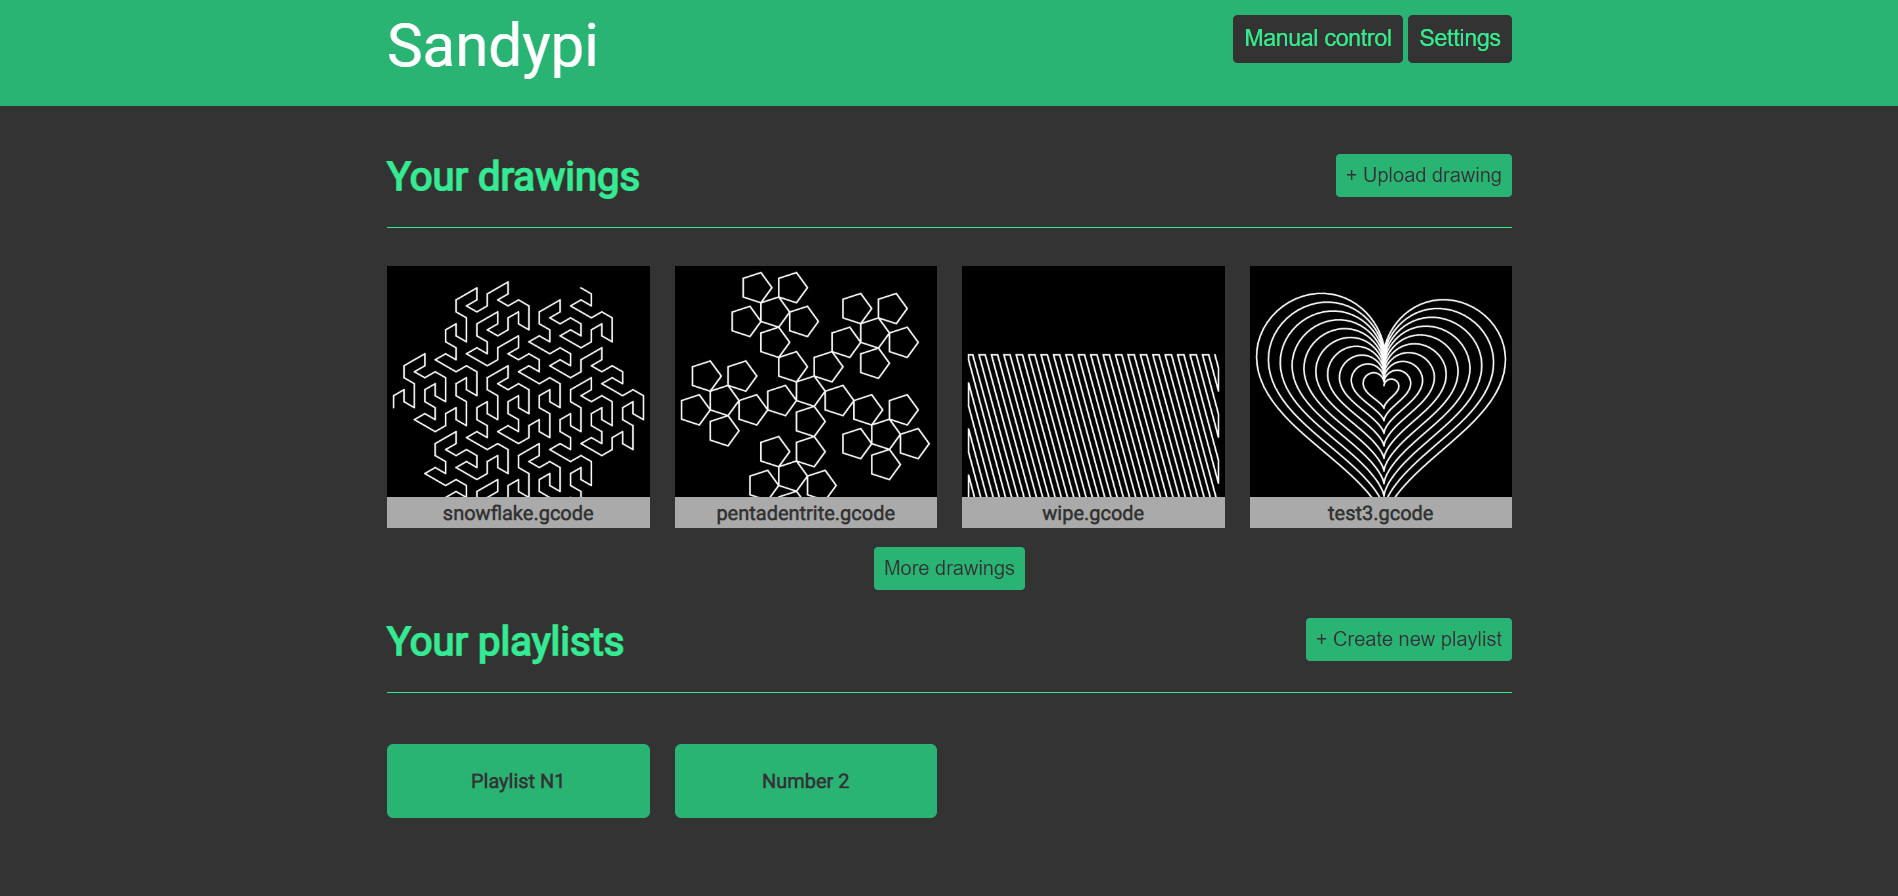 Sandypi
Manual control
Settings
Your drawings
+ Upload drawing
snowflake.gcode
pentadentrite.gcode
wipe.gcode
test3.gcode
More drawings
Your playlists
+ Create new playlist
Playlist N1
Number 2